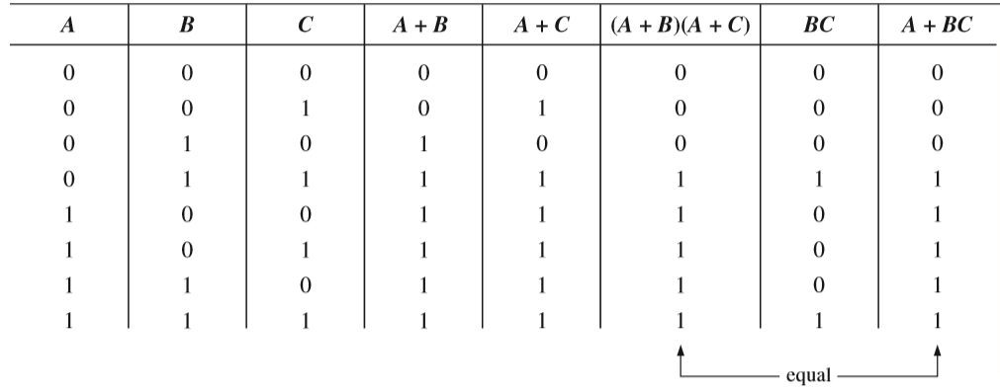 A B C A + B A + C (A + B)(A + C) BC A + BC
0 0 0 0 0 0 0 0
0 0 1 0 1 0 0 0
0 1 0 1 0 0 0 0
0 1 1 1 1 1 1 1
1 0 0 1 1 1 0 1
1 0 1 1 1 1 0 1
1 1 0 1 1 1 0 1
1 1 1 1 1 1 1 1
equal